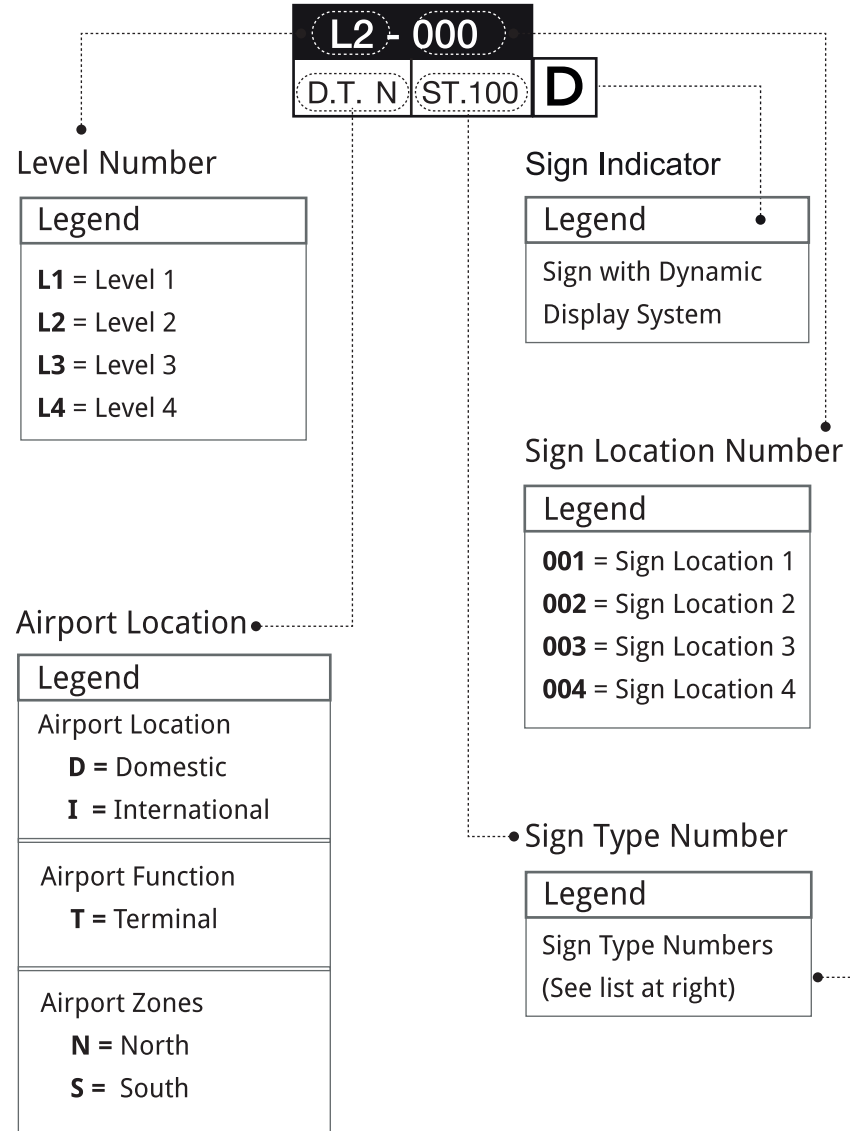 L2 - 000
D.T. N ST.100 D
Level Number
Legend
L1 = Level 1
L2 = Level 2
L3 = Level 3
L4 = Level 4
Sign Indicator
Legend
Sign with Dynamic
Display System
Sign Location Number
Legend
001 = Sign Location 1
002 = Sign Location 2
003 = Sign Location 3
004 = Sign Location 4
Airport Location
Legend
Airport Location
D = Domestic
I = International
Airport Function
T = Terminal
Airport Zones
N = North
S = South
Sign Type Number
Legend
Sign Type Numbers
(See list at right)